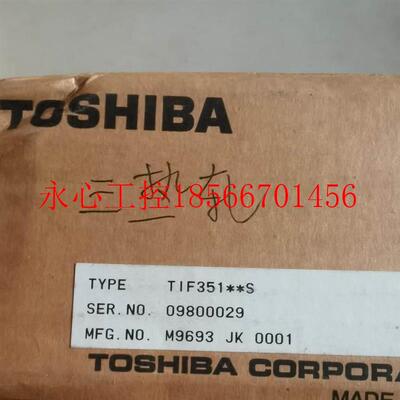 TOSHIBA
三热轧
永心工控18566701456
TYPE TIF351**S
SER.NO. 09800029
MFG.NO. M9693 JK 0001
TOSHIBA CORPORA
MADE